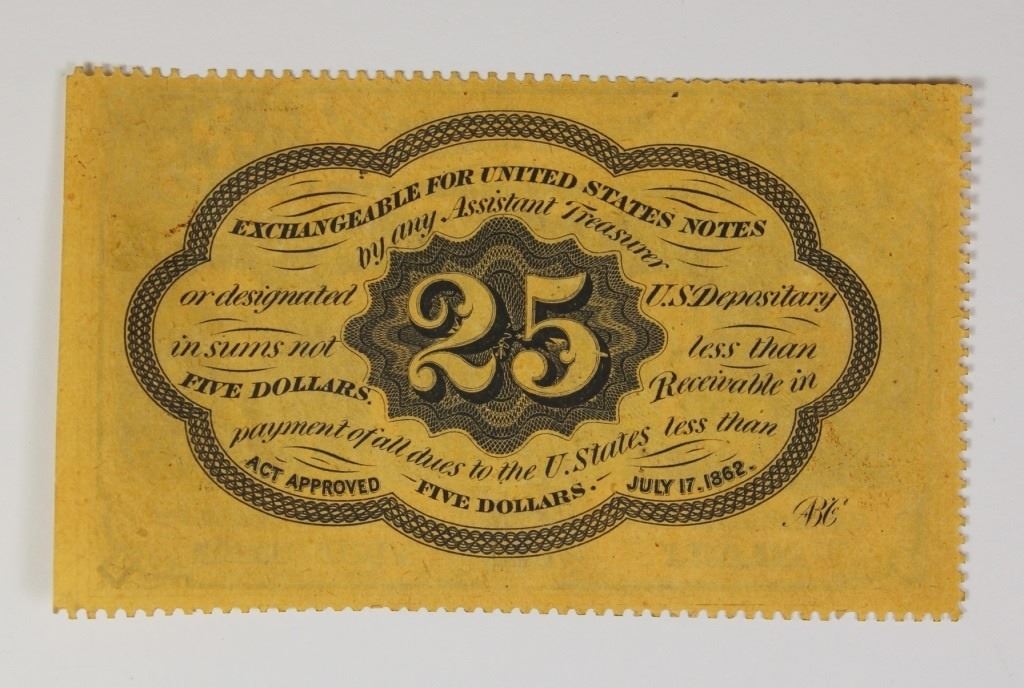 EXCHANGEABLE FOR UNITED STATES NOTES
by any Assistant Treasurer
or designated U.S. Depositary
in sums not less than
FIVE DOLLARS. Receivable in
payment of all dues to the U. States less than
FIVE DOLLARS.
25
ACT APPROVED JULY 17. 1862.
ABCo